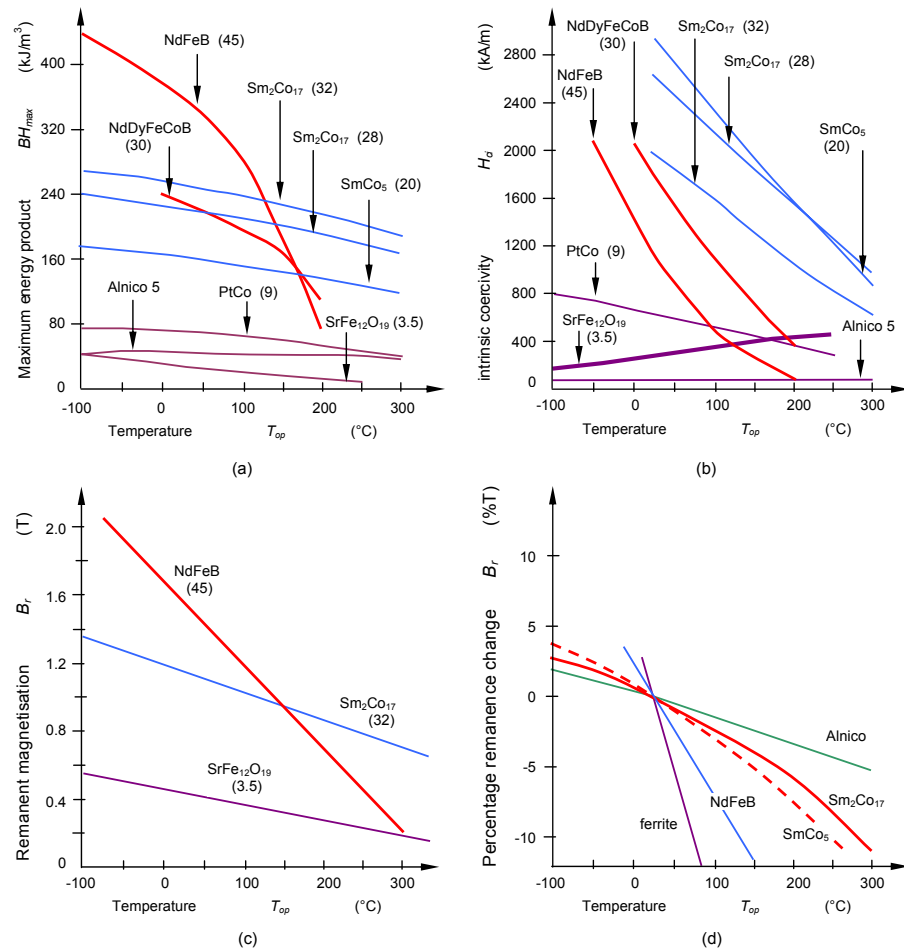 (kJ/m³)
BHmax
Maximum energy product
400
320
240
160
80
0
NdFeB
(45)
NdDyFeCoB
(30)
Sm₂Co₁₇ (32)
Sm₂Co₁₇ (28)
SmCo₅ (20)
Alnico 5
PtCo (9)
SrFe₁₂O₁₉
(3.5)
-100 0 100 200 300
Temperature Top (°C)
(a)
(kA/m)
Hci
intrinsic coercivity
2800
2400
2000
1600
1200
800
400
0
NdDyFeCoB
(30)
NdFeB
(45)
Sm₂Co₁₇ (32)
Sm₂Co₁₇ (28)
SmCo₅
(20)
PtCo (9)
SrFe₁₂O₁₉
(3.5)
Alnico 5
-100 0 100 200 300
Temperature Top (°C)
(b)
(T)
Br
Remanent magnetisation
2.0
1.6
1.2
0.8
0.4
0
NdFeB
(45)
Sm₂Co₁₇
(32)
SrFe₁₂O₁₉
(3.5)
-100 0 100 200 300
Temperature Top (°C)
(c)
(%T)
Br
Percentage remanence change
10
5
0
-5
-10
Alnico
Sm₂Co₁₇
NdFeB
SmCo₅
ferrite
-100 0 100 200 300
Temperature Top (°C)
(d)